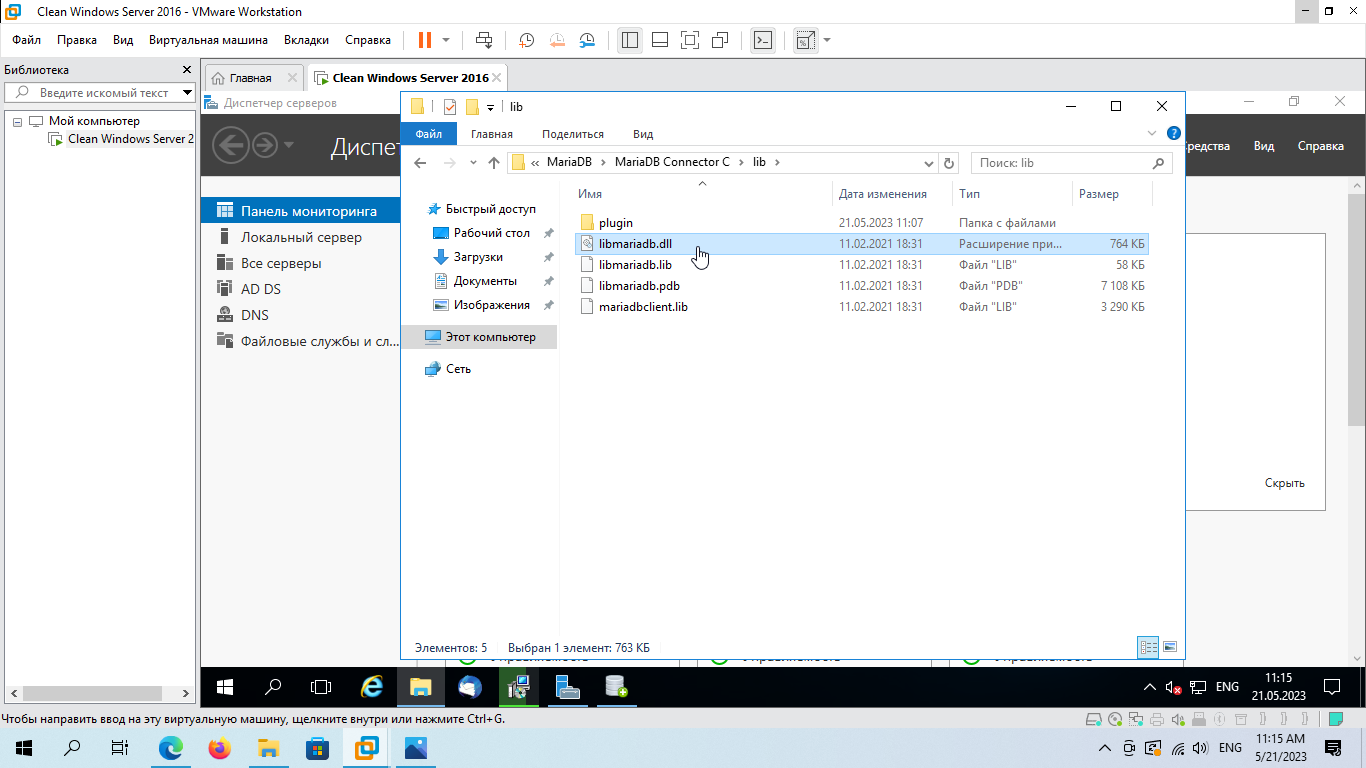 Clean Windows Server 2016 - VMware Workstation
Файл Правка Вид Виртуальная машина Вкладки Справка
Библиотека
Введите искомый текст
Мой компьютер
Clean Windows Server 2
Главная
Clean Windows Server 2016
Диспетчер серверов
Диспет
редства Вид Справка
Панель мониторинга
Локальный сервер
Все серверы
AD DS
DNS
Файловые службы и сл...
Скрыть
lib
Файл Главная Поделиться Вид
« MariaDB > MariaDB Connector C > lib >
Поиск: lib
Быстрый доступ
Рабочий стол
Загрузки
Документы
Изображения
Этот компьютер
Сеть
Имя Дата изменения Тип Размер
plugin 21.05.2023 11:07 Папка с файлами
libmariadb.dll 11.02.2021 18:31 Расширение при... 764 КБ
libmariadb.lib 11.02.2021 18:31 Файл "LIB" 58 КБ
libmariadb.pdb 11.02.2021 18:31 Файл "PDB" 7 108 КБ
mariadbclient.lib 11.02.2021 18:31 Файл "LIB" 3 290 КБ
Элементов: 5 Выбран 1 элемент: 763 КБ
ENG
11:15
21.05.2023
Чтобы направить ввод на эту виртуальную машину, щелкните внутри или нажмите Ctrl+G.
ENG
11:15 AM
5/21/2023